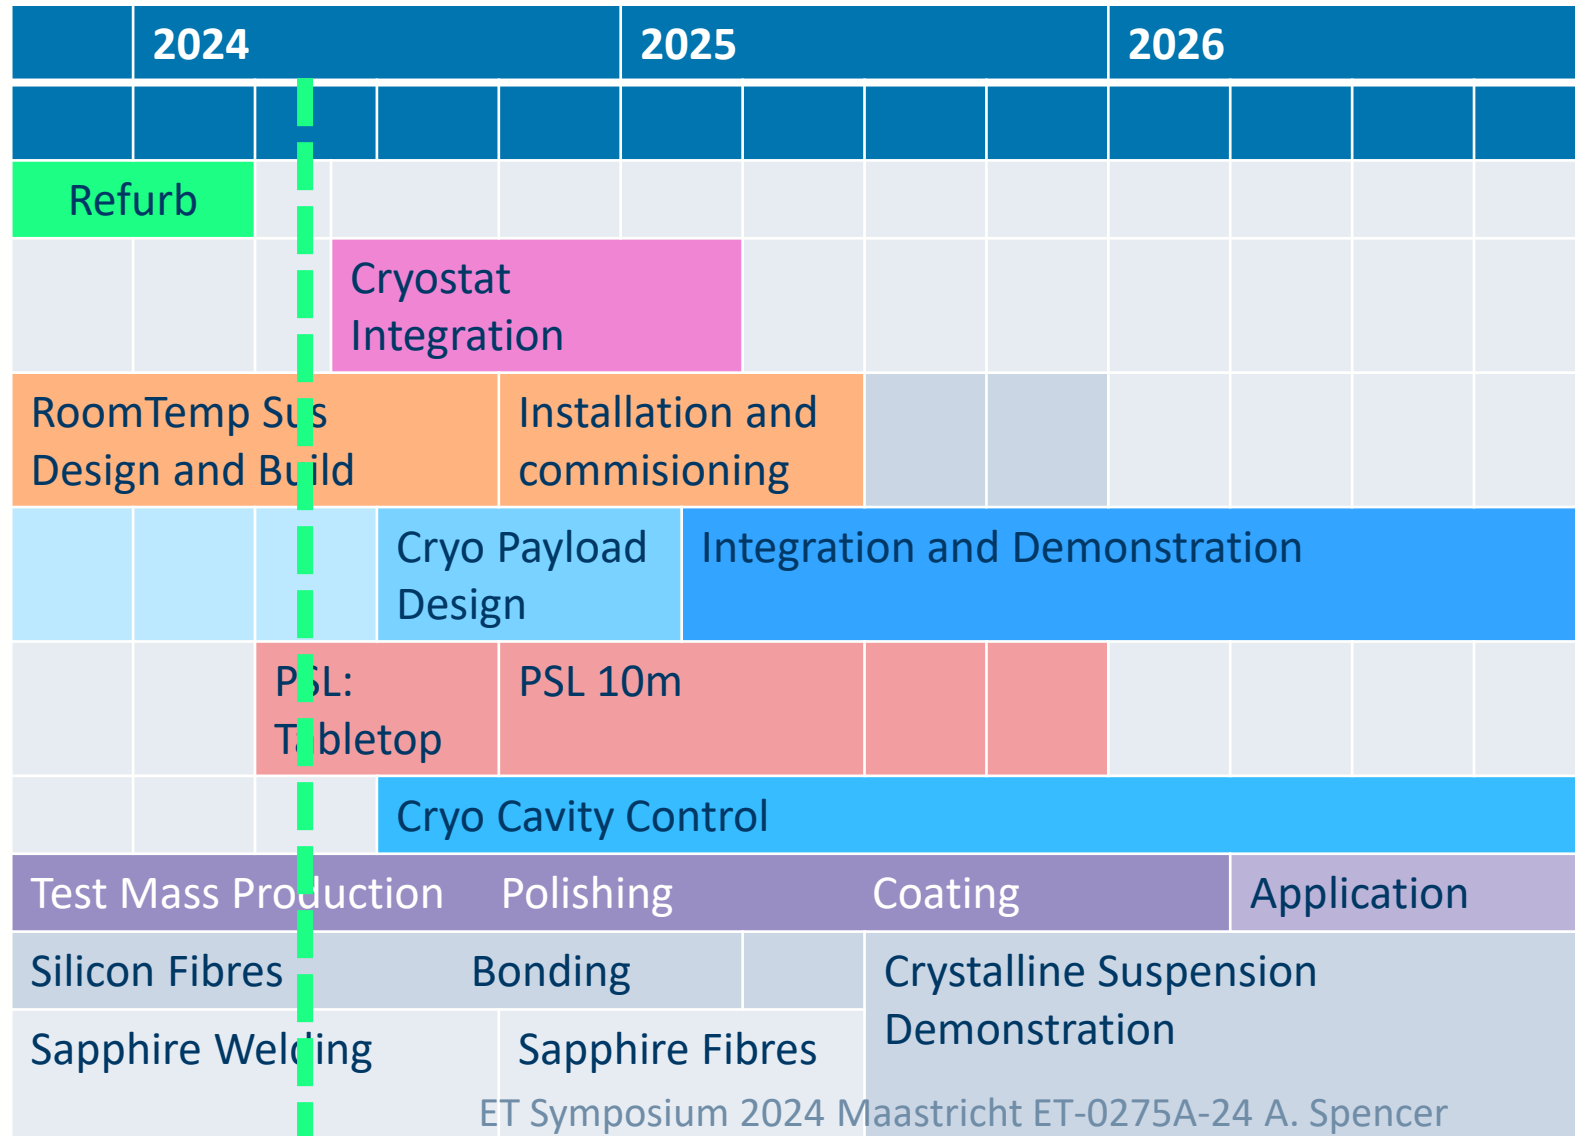 2024 2025 2026
Refurb
Cryostat
Integration
RoomTemp Sus
Design and Build
Installation and
commisioning
Cryo Payload
Design
Integration and Demonstration
PSL:
Tabletop
PSL 10m
Cryo Cavity Control
Test Mass Production Polishing Coating Application
Silicon Fibres Bonding
Crystalline Suspension
Demonstration
Sapphire Welding Sapphire Fibres
ET Symposium 2024 Maastricht ET-0275A-24 A. Spencer